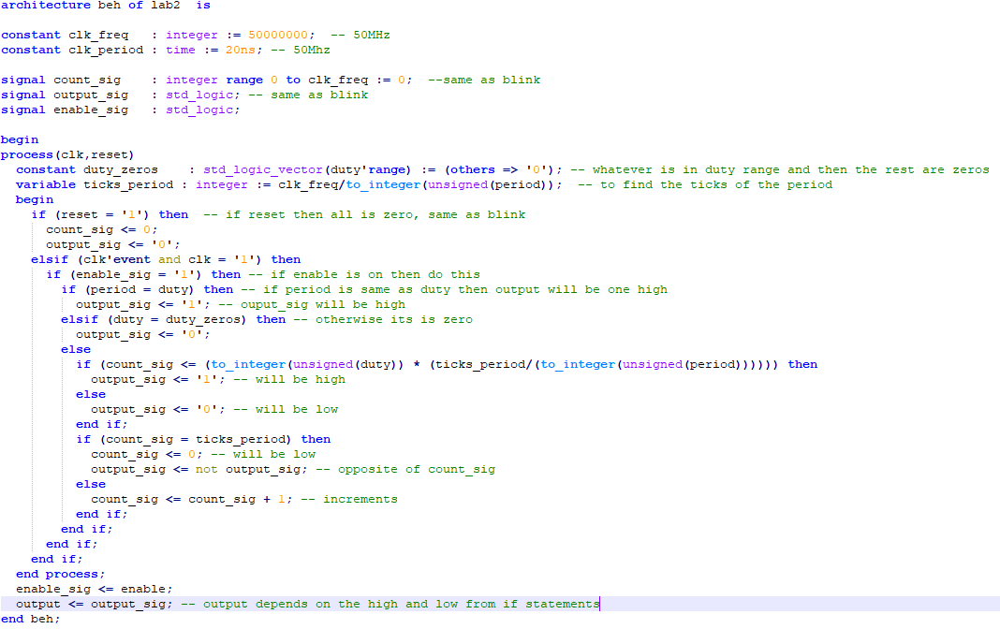 architecture beh of lab2  is

constant clk_freq   : integer := 50000000;  -- 50MHz
constant clk_period : time := 20ns; -- 50Mhz

signal count_sig    : integer range 0 to clk_freq := 0;  --same as blink
signal output_sig   : std_logic; -- same as blink
signal enable_sig   : std_logic;

begin
process(clk,reset)
  constant duty_zeros    : std_logic_vector(duty'range) := (others => '0'); -- whatever is in duty range and then the rest are zeros
  variable ticks_period : integer := clk_freq/to_integer(unsigned(period));  -- to find the ticks of the period
  begin
    if (reset = '1') then  -- if reset then all is zero, same as blink
      count_sig <= 0;
      output_sig <= '0';
    elsif (clk'event and clk = '1') then
      if (enable_sig = '1') then -- if enable is on then do this
        if (period = duty) then -- if period is same as duty then output will be one high
          output_sig <= '1'; -- ouput_sig will be high
        elsif (duty = duty_zeros) then -- otherwise its is zero
          output_sig <= '0';
        else
          if (count_sig <= (to_integer(unsigned(duty)) * (ticks_period/(to_integer(unsigned(period)))))) then
            output_sig <= '1'; -- will be high
          else
            output_sig <= '0'; -- will be low
          end if;
          if (count_sig = ticks_period) then
            count_sig <= 0; -- will be low
            output_sig <= not output_sig; -- opposite of count_sig
          else
            count_sig <= count_sig + 1; -- increments
          end if;
        end if;
      end if;
    end if;
  end process;
  enable_sig <= enable;
  output <= output_sig; -- output depends on the high and low from if statements
end beh;